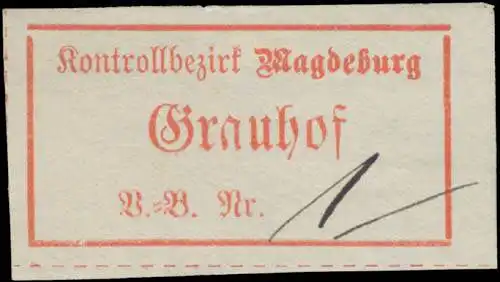 Kontrollbezirk Magdeburg
Grauhof
V.=B. Nr. 1